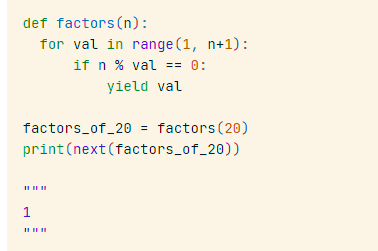 def factors(n):
  for val in range(1, n+1):
      if n % val == 0:
          yield val

factors_of_20 = factors(20)
print(next(factors_of_20))

"""
1
"""